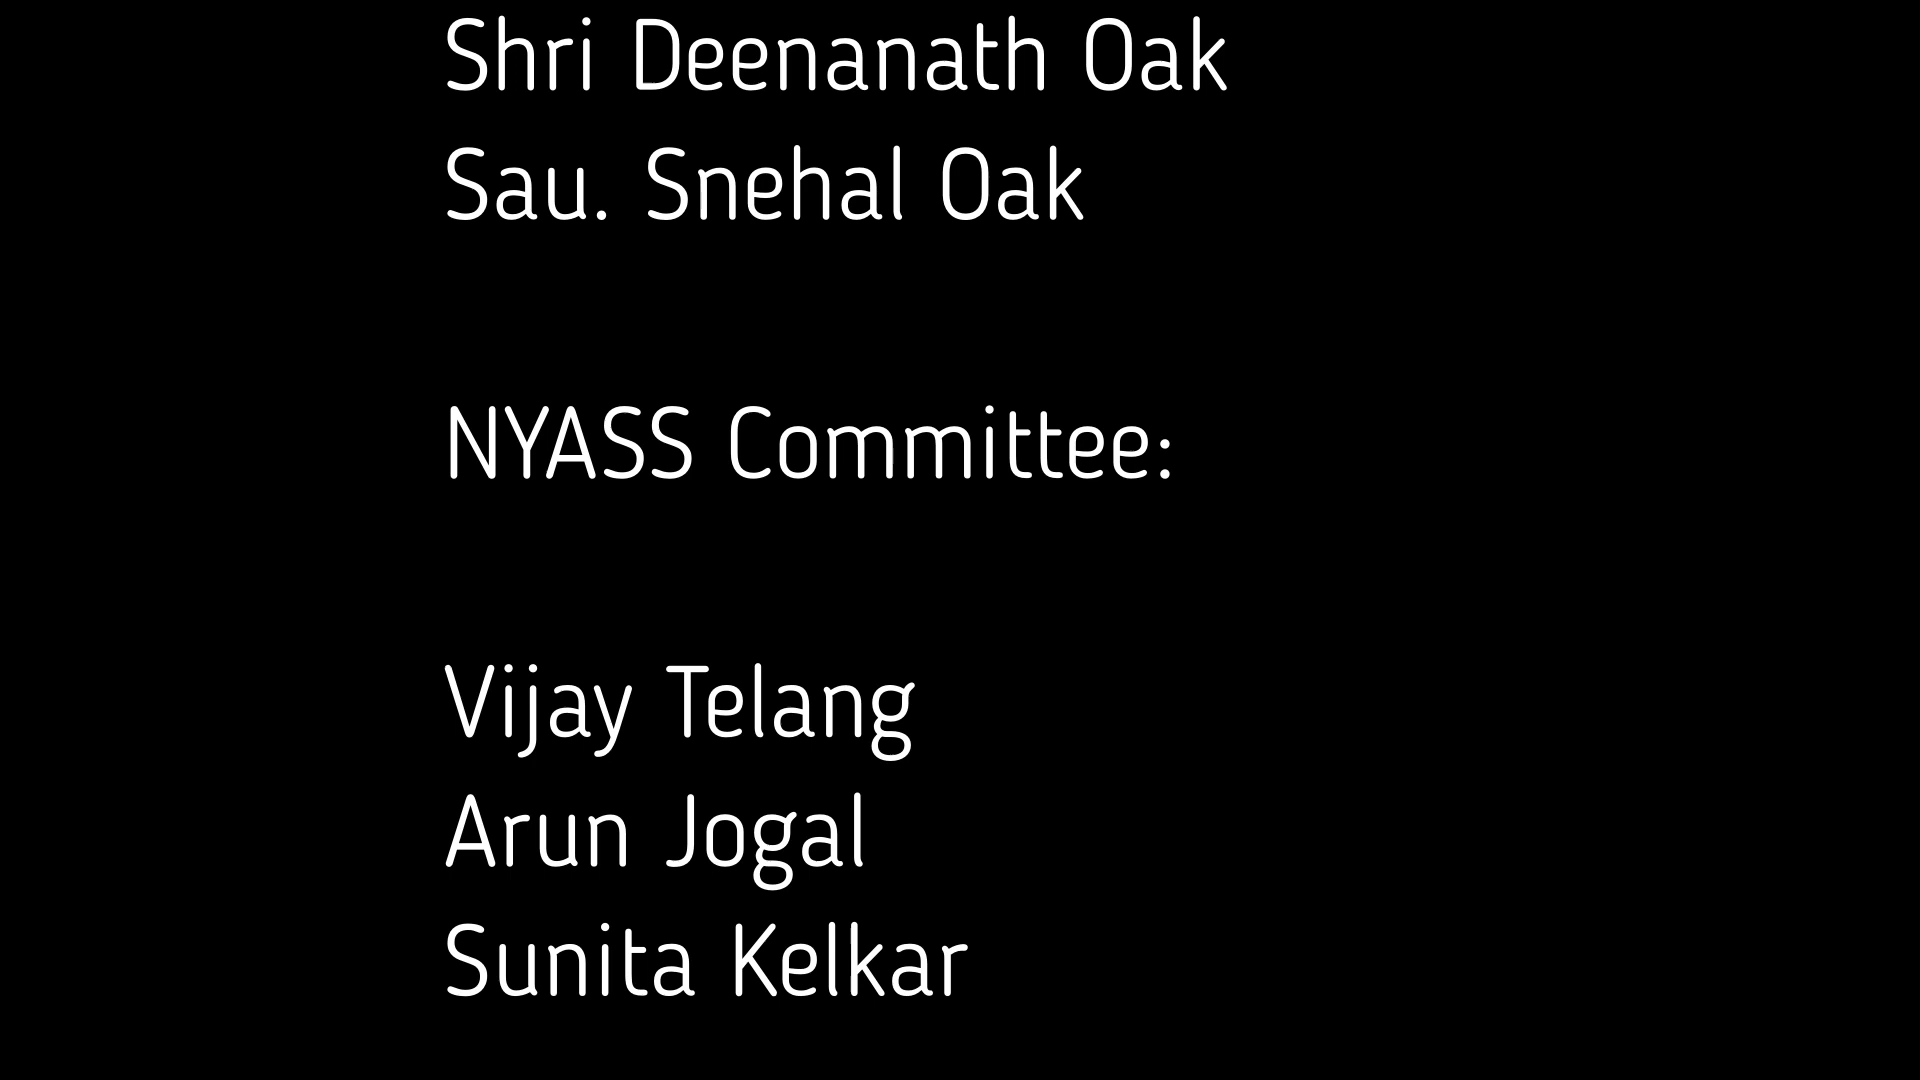 Shri Deenanath Oak
Sau. Snehal Oak
NYASS Committee:
Vijay Telang
Arun Jogal
Sunita Kelkar